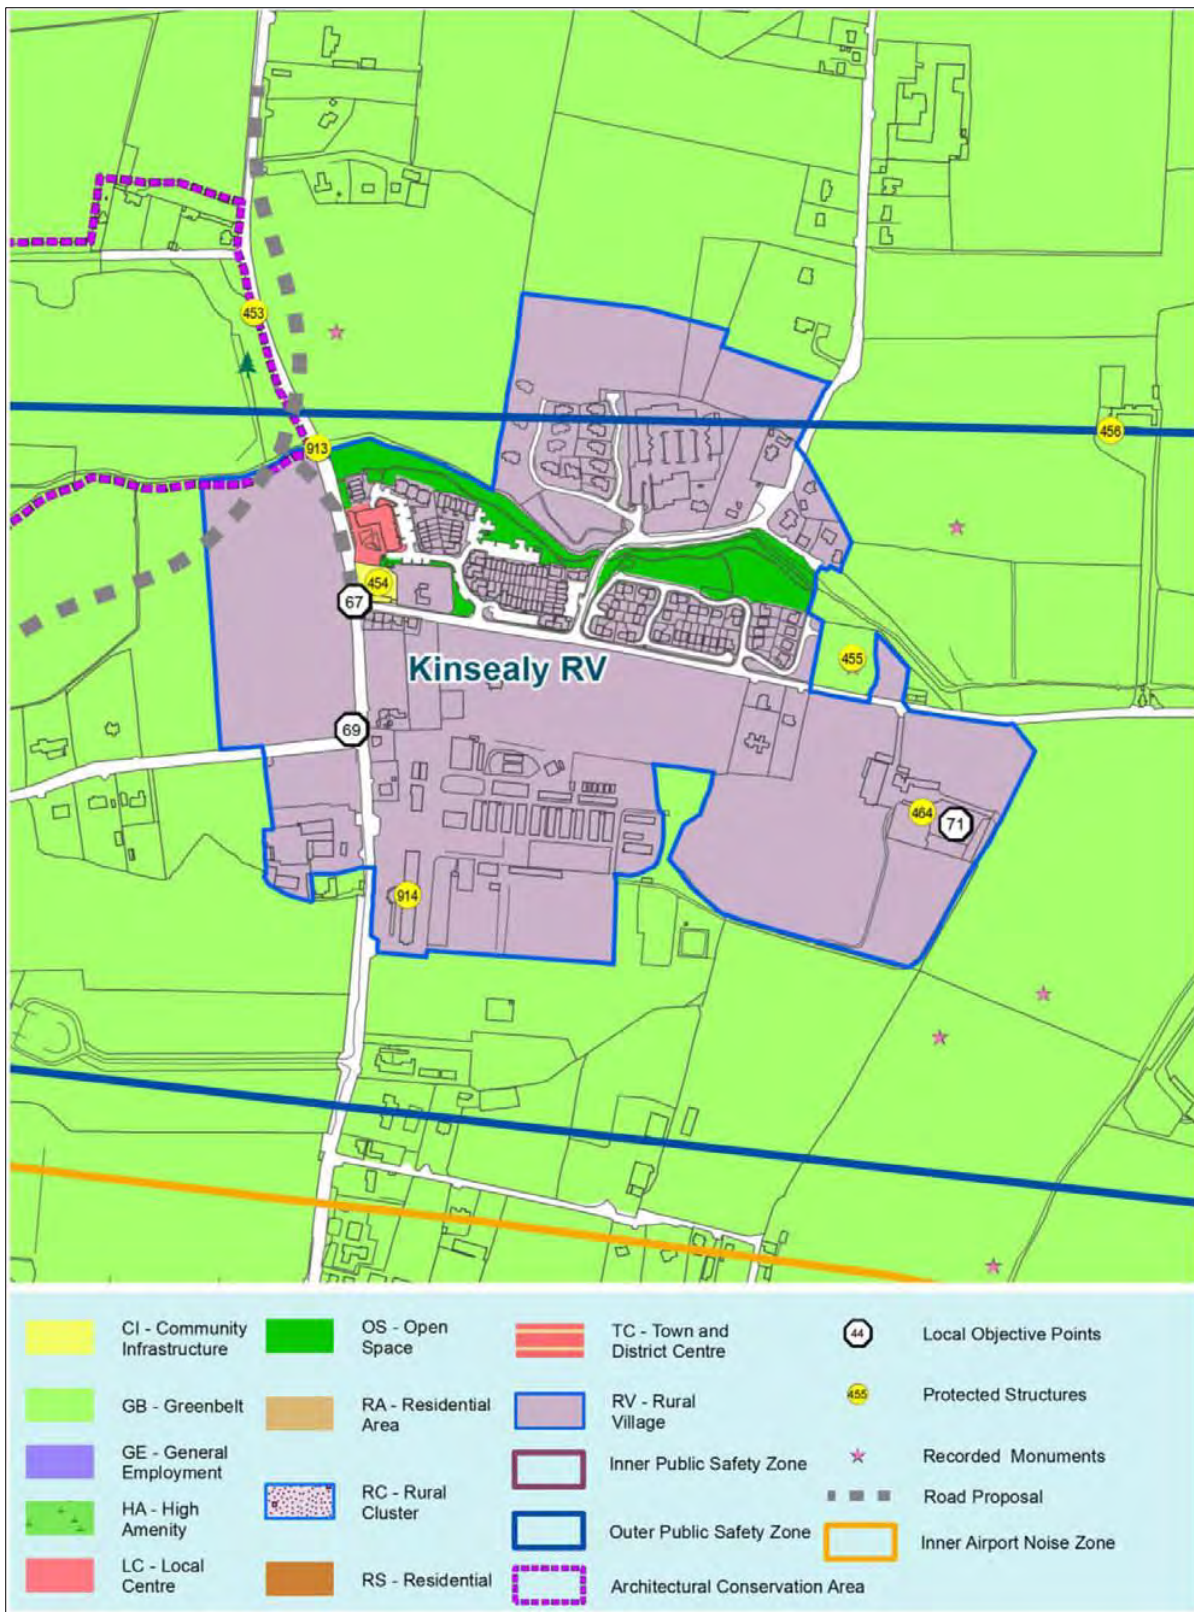 453
913
456
454
67
455
Kinsealy RV
69
464
71
914
CI - Community
Infrastructure
GB - Greenbelt
GE - General
Employment
HA - High
Amenity
LC - Local
Centre
OS - Open
Space
RA - Residential
Area
RC - Rural
Cluster
RS - Residential
TC - Town and
District Centre
RV - Rural
Village
Inner Public Safety Zone
Outer Public Safety Zone
Architectural Conservation Area
44
Local Objective Points
455
Protected Structures
Recorded Monuments
Road Proposal
Inner Airport Noise Zone